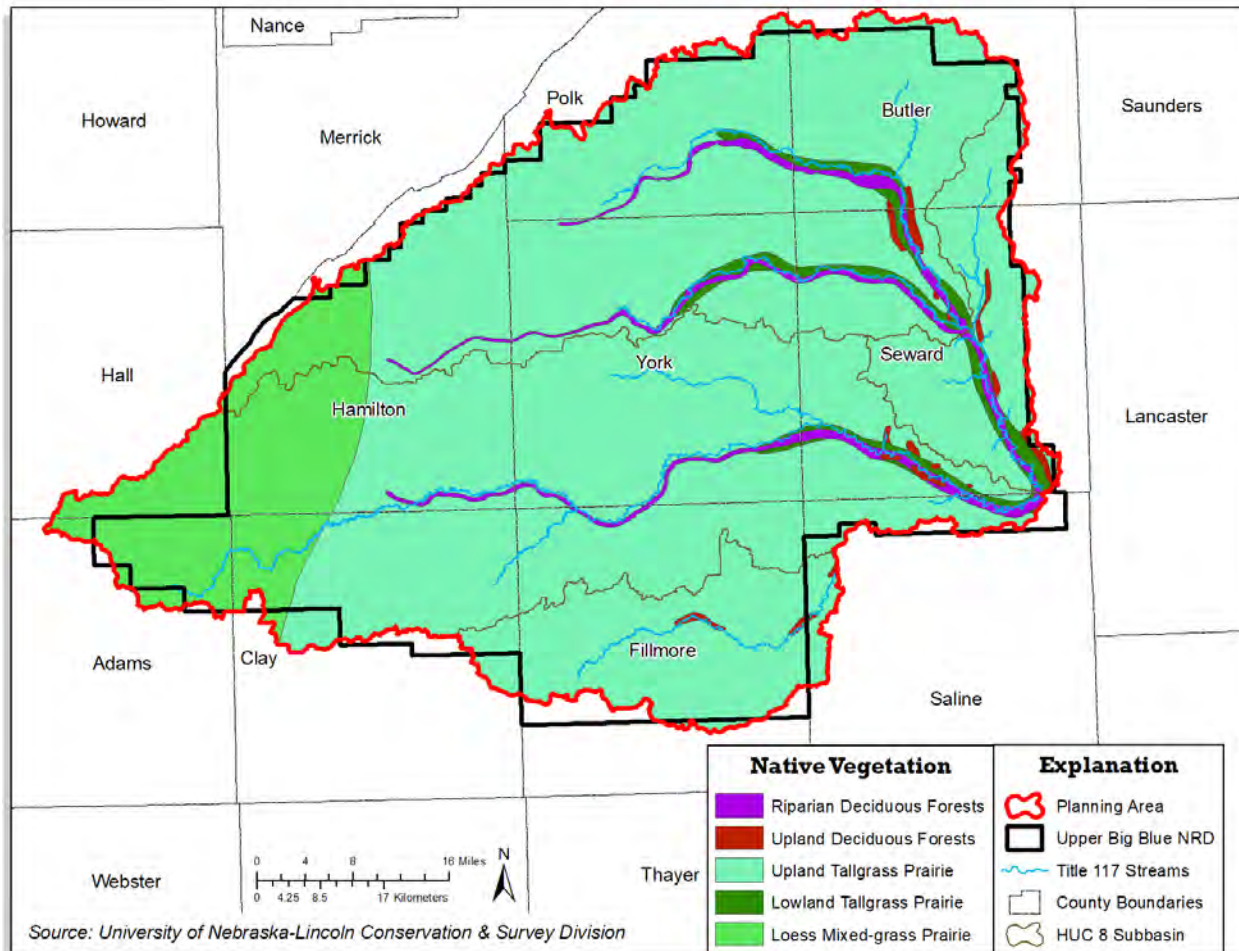 Nance
Polk
Howard
Merrick
Butler
Saunders
Hall
York
Seward
Hamilton
Lancaster
Adams
Clay
Fillmore
Saline
Webster
Thayer
0 4 8 16 Miles
0 4.25 8.5 17 Kilometers
N
Source: University of Nebraska-Lincoln Conservation & Survey Division
Native Vegetation
Riparian Deciduous Forests
Upland Deciduous Forests
Upland Tallgrass Prairie
Lowland Tallgrass Prairie
Loess Mixed-grass Prairie
Explanation
Planning Area
Upper Big Blue NRD
Title 117 Streams
County Boundaries
HUC 8 Subbasin